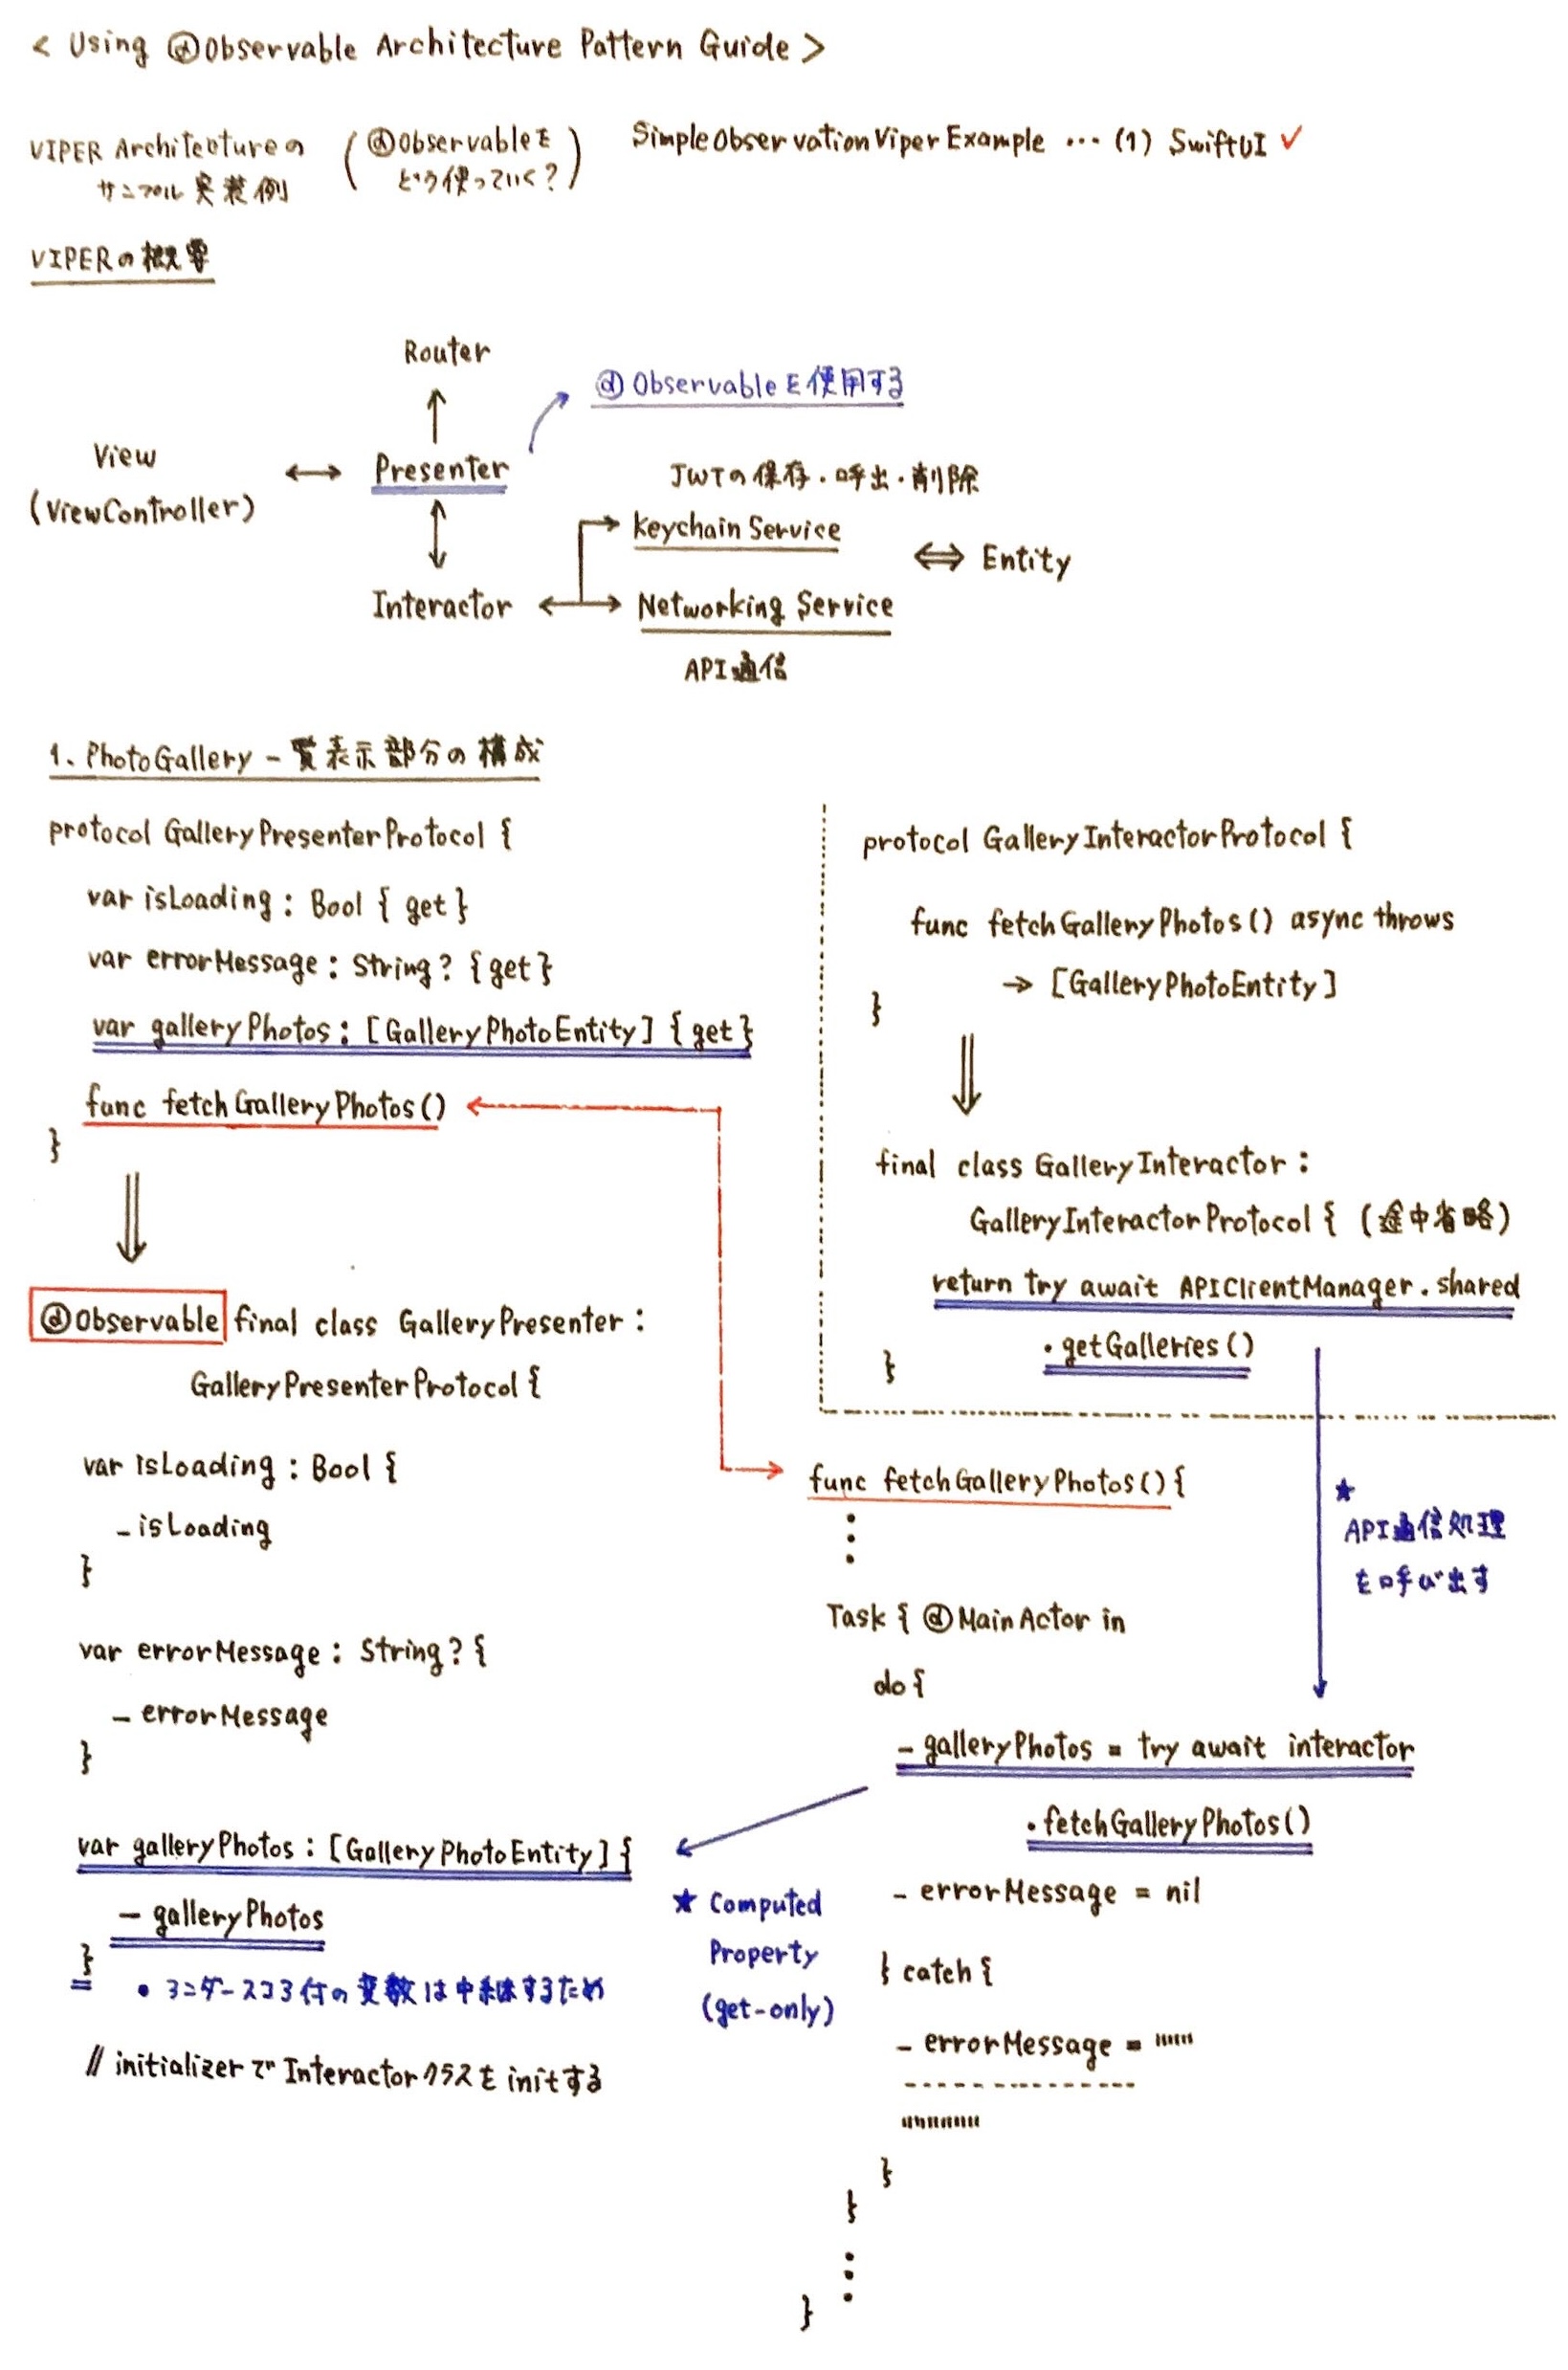 < Using @Observable Architecture Pattern Guide >
VIPER Architectureの
サンプル実装例
(@Observableを
どう使っていく?)
SimpleObservationViperExample … (1) SwiftUI ✓
VIPERの概要
Router
@Observableを使用する
View
(ViewController)
Presenter
JWTの保存・呼出・削除
Keychain Service
Entity
Interactor
Networking Service
API通信
1. PhotoGallery 一覧表示部分の構成
protocol GalleryPresenterProtocol {
var isLoading : Bool { get }
var errorMessage : String? {get}
var galleryPhotos : [GalleryPhotoEntity] {get}
func fetchGalleryPhotos()
}
@Observable final class GalleryPresenter :
GalleryPresenterProtocol {
var isLoading : Bool {
_isLoading
}
var errorMessage : String? {
_errorMessage
}
var galleryPhotos : [GalleryPhotoEntity] {
_galleryPhotos
}
• アンダースコア付の変数は中継するため
// initializerでInteractorクラスをinitする
protocol GalleryInteractorProtocol {
func fetchGalleryPhotos() async throws
→ [GalleryPhotoEntity]
}
final class GalleryInteractor :
GalleryInteractorProtocol { (途中省略)
return try await APIClientManager.shared
.getGalleries()
}
★
API通信処理
を呼び出す
func fetchGalleryPhotos() {
⋮
Task { @MainActor in
do {
_galleryPhotos = try await interactor
.fetchGalleryPhotos()
★ Computed
Property
(get-only)
_errorMessage = nil
} catch {
_errorMessage = """
}
}
⋮
}